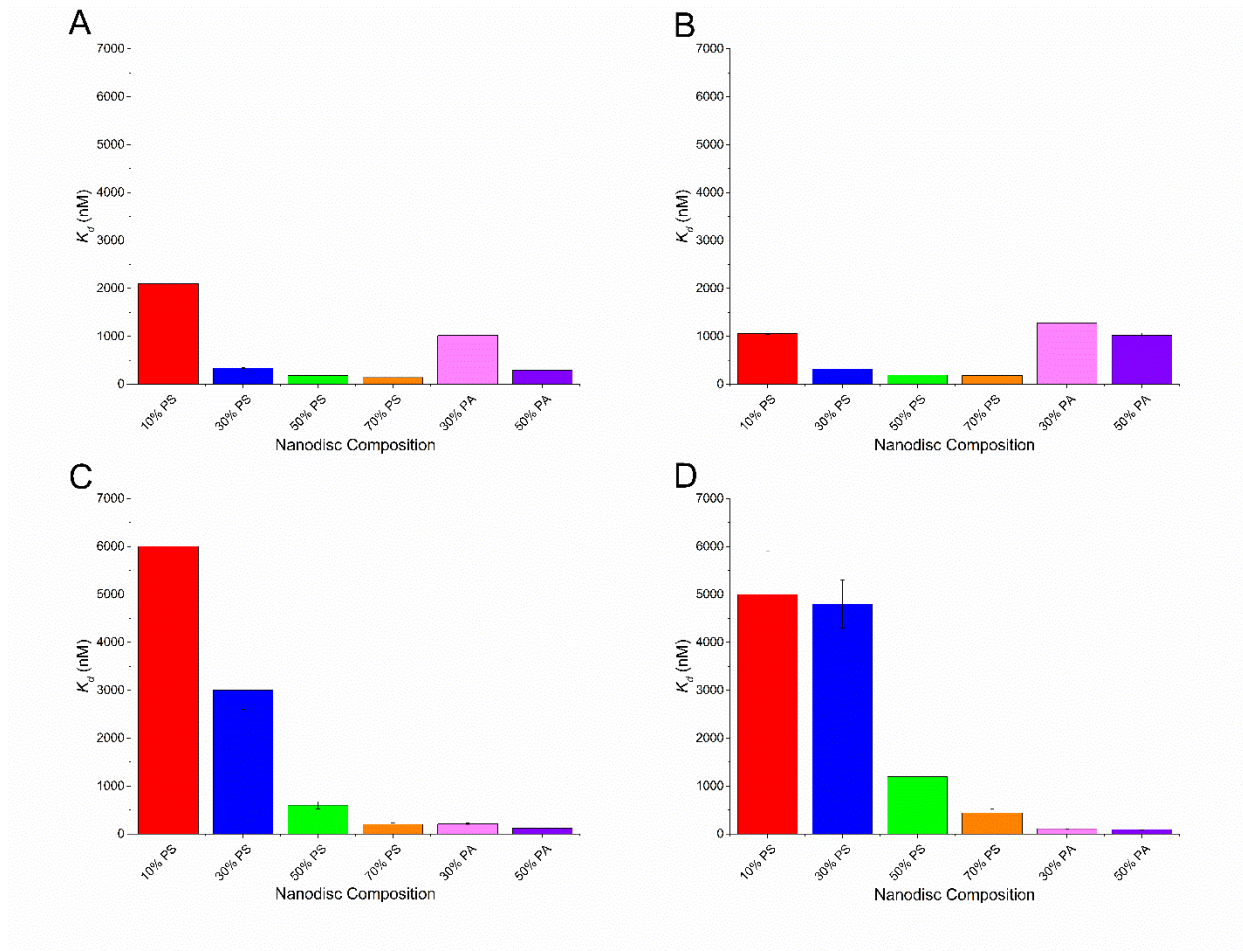 A
7000
6000
5000
4000
3000
2000
1000
0
Kd (nM)
10% PS
30% PS
50% PS
70% PS
30% PA
50% PA
Nanodisc Composition
B
7000
6000
5000
4000
3000
2000
1000
0
Kd (nM)
10% PS
30% PS
50% PS
70% PS
30% PA
50% PA
Nanodisc Composition
C
7000
6000
5000
4000
3000
2000
1000
0
Kd (nM)
10% PS
30% PS
50% PS
70% PS
30% PA
50% PA
Nanodisc Composition
D
7000
6000
5000
4000
3000
2000
1000
0
Kd (nM)
10% PS
30% PS
50% PS
70% PS
30% PA
50% PA
Nanodisc Composition